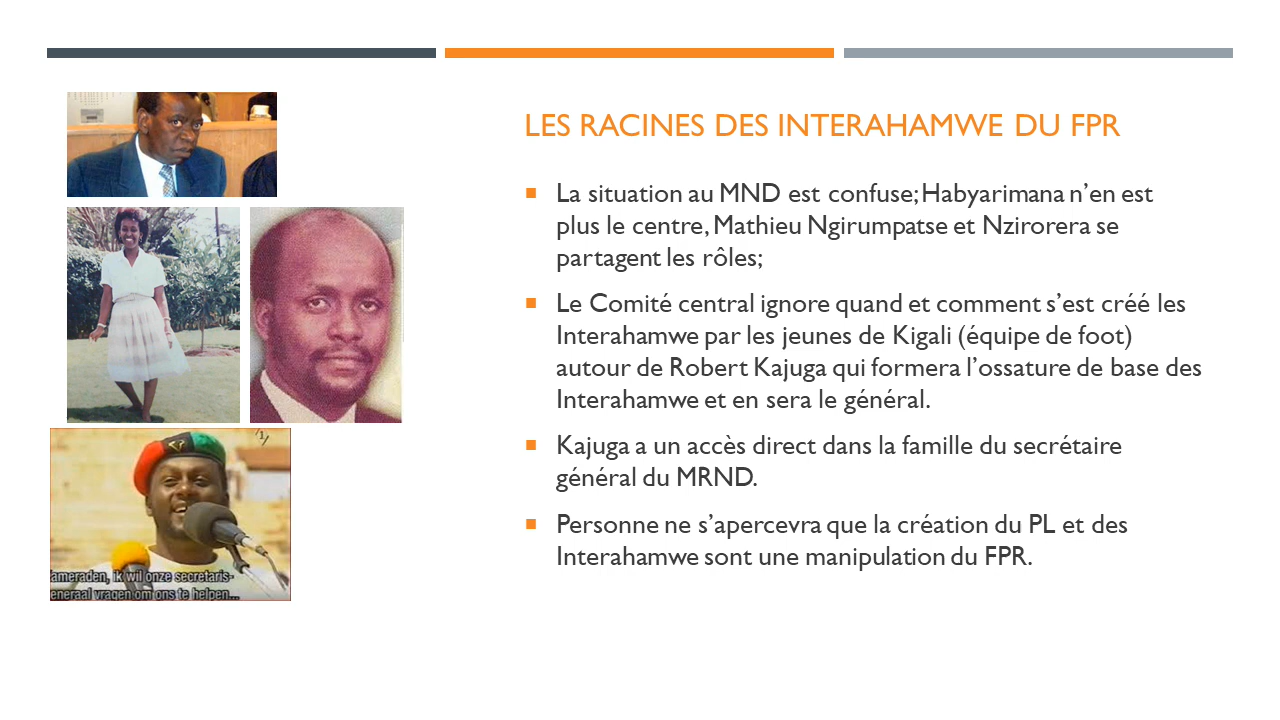 LES RACINES DES INTERAHAMWE DU FPR
La situation au MND est confuse; Habyarimana n’en est
plus le centre, Mathieu Ngirumpatse et Nzirorera se
partagent les rôles;
Le Comité central ignore quand et comment s’est créé les
Interahamwe par les jeunes de Kigali (équipe de foot)
autour de Robert Kajuga qui formera l’ossature de base des
Interahamwe et en sera le général.
Kajuga a un accès direct dans la famille du secrétaire
général du MRND.
Personne ne s’apercevra que la création du PL et des
Interahamwe sont une manipulation du FPR.
ameraden, ik wil onze secretaris-
eneraal vragen om ons te helpen...